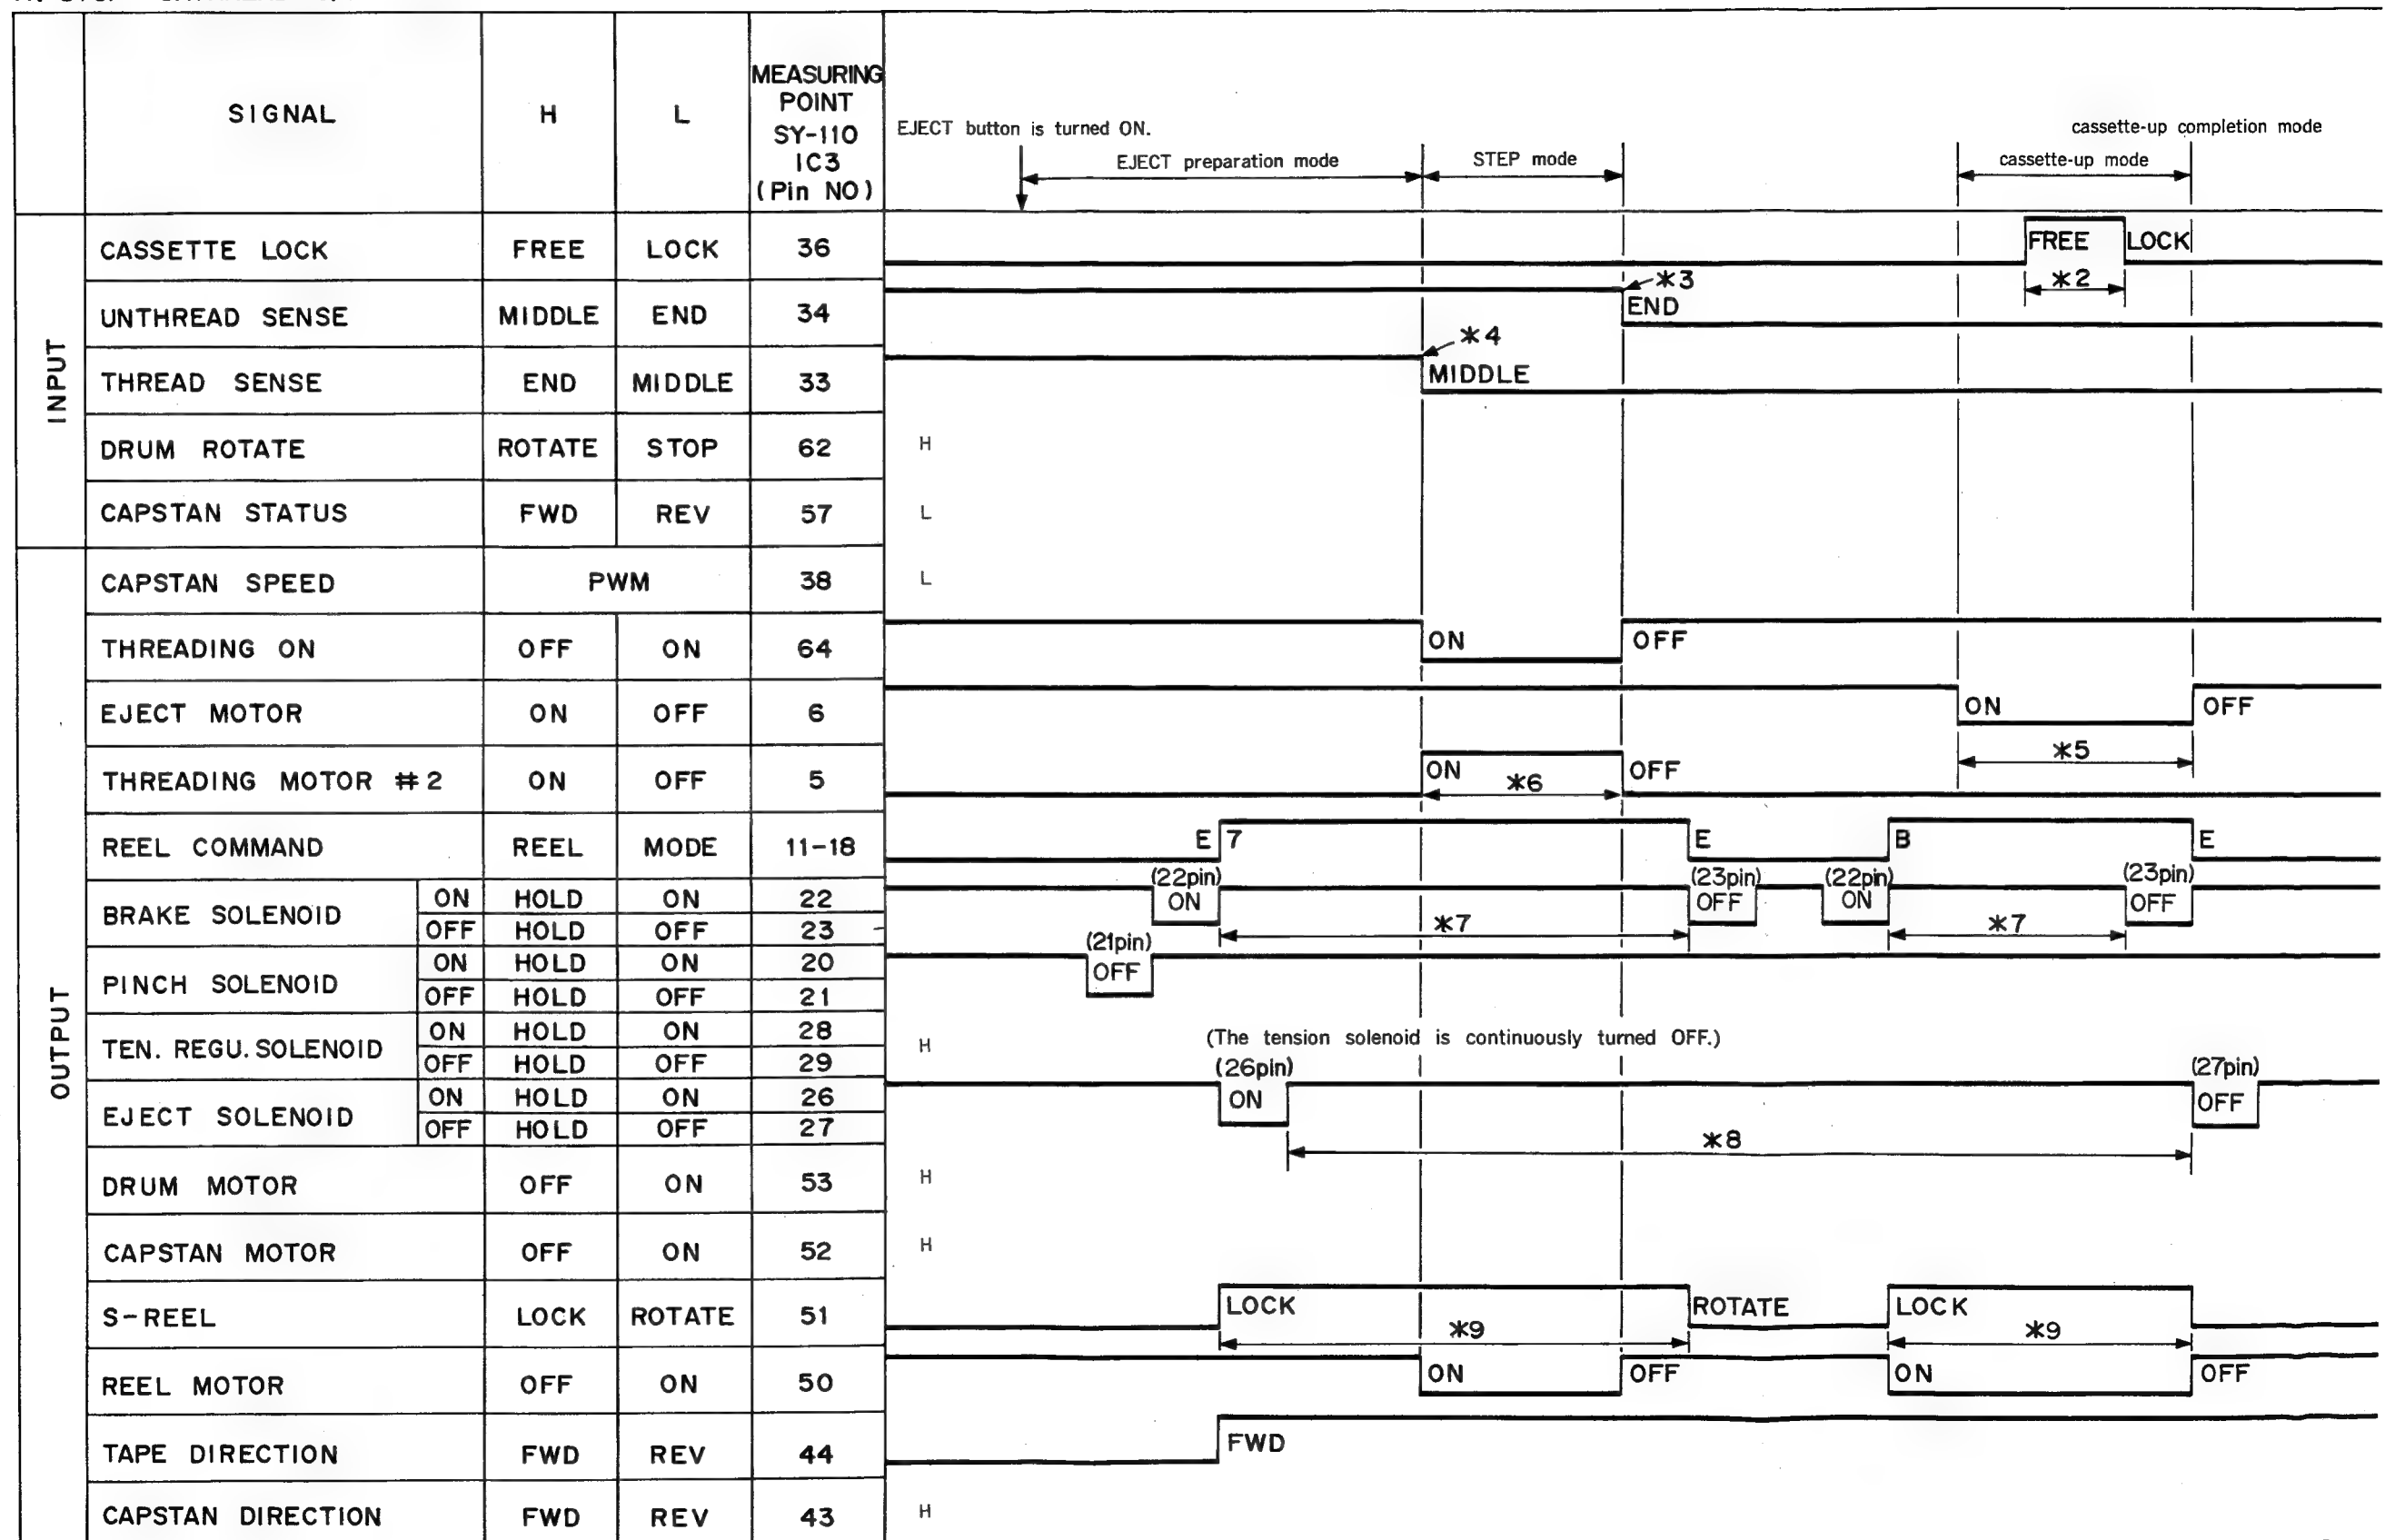 SIGNAL H L MEASURING POINT SY-110 IC3 (Pin NO)
EJECT button is turned ON.
EJECT preparation mode
STEP mode
cassette-up completion mode
cassette-up mode
INPUT
CASSETTE LOCK FREE LOCK 36 FREE LOCK
*2
UNTHREAD SENSE MIDDLE END 34 *3 END
THREAD SENSE END MIDDLE 33 *4 MIDDLE
DRUM ROTATE ROTATE STOP 62 H
CAPSTAN STATUS FWD REV 57 L
OUTPUT
CAPSTAN SPEED PWM 38 L
THREADING ON OFF ON 64 ON OFF
EJECT MOTOR ON OFF 6 ON OFF
*5
THREADING MOTOR #2 ON OFF 5 ON *6 OFF
REEL COMMAND REEL MODE 11-18 E 7 E B E
(22pin) (23pin) (22pin) (23pin)
BRAKE SOLENOID ON HOLD ON 22 ON OFF ON OFF
OFF HOLD OFF 23 *7 *7
(21pin)
PINCH SOLENOID ON HOLD ON 20 OFF
OFF HOLD OFF 21
TEN. REGU. SOLENOID ON HOLD ON 28 H (The tension solenoid is continuously turned OFF.)
OFF HOLD OFF 29
(26pin) (27pin)
EJECT SOLENOID ON HOLD ON 26 ON OFF
OFF HOLD OFF 27
*8
DRUM MOTOR OFF ON 53 H
CAPSTAN MOTOR OFF ON 52 H
S-REEL LOCK ROTATE 51 LOCK ROTATE LOCK
*9 *9
REEL MOTOR OFF ON 50 ON OFF ON OFF
TAPE DIRECTION FWD REV 44 FWD
CAPSTAN DIRECTION FWD REV 43 H